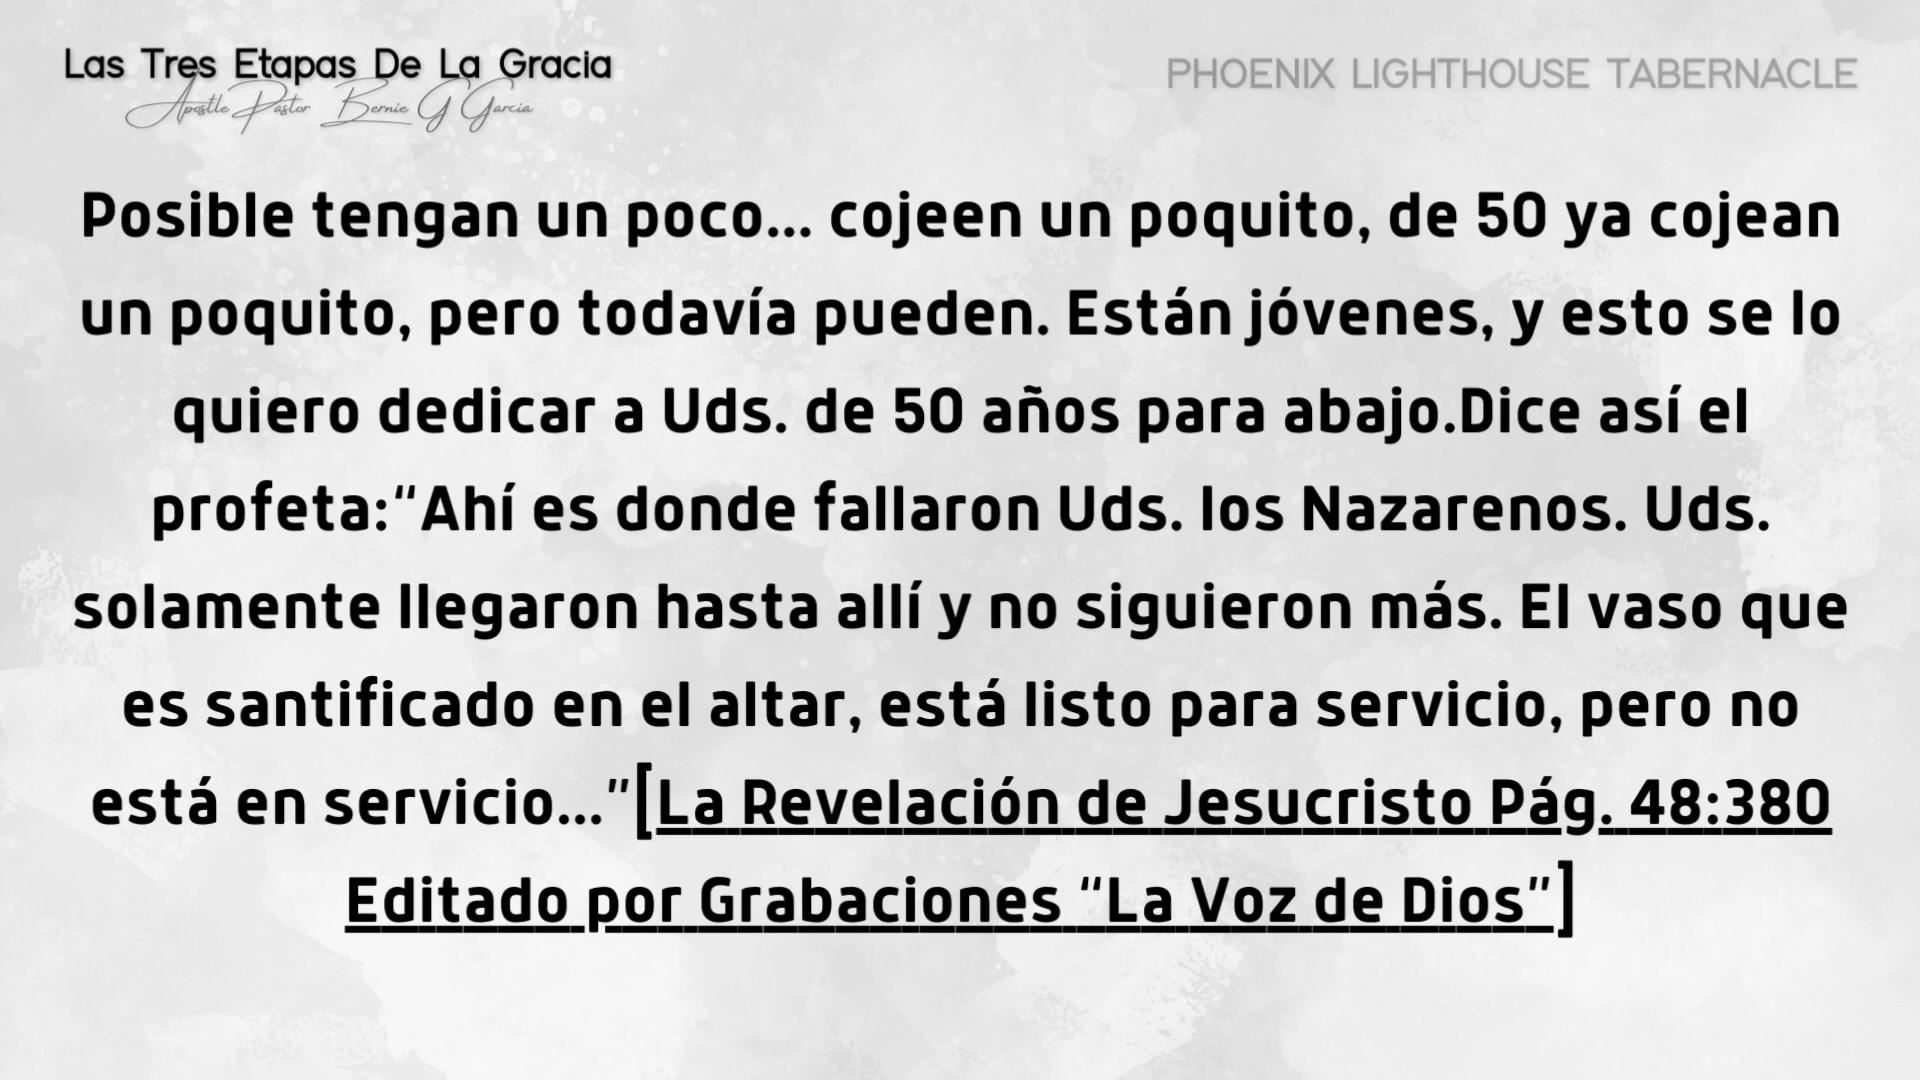 Las Tres Etapas De La Gracia
Apostle Pastor Bernie G Garcia
PHOENIX LIGHTHOUSE TABERNACLE
Posible tengan un poco... cojeen un poquito, de 50 ya cojean
un poquito, pero todavía pueden. Están jóvenes, y esto se lo
quiero dedicar a Uds. de 50 años para abajo.Dice así el
profeta:“Ahí es donde fallaron Uds. los Nazarenos. Uds.
solamente llegaron hasta allí y no siguieron más. El vaso que
es santificado en el altar, está listo para servicio, pero no
está en servicio...”[La Revelación de Jesucristo Pág. 48:380
Editado por Grabaciones “La Voz de Dios”]